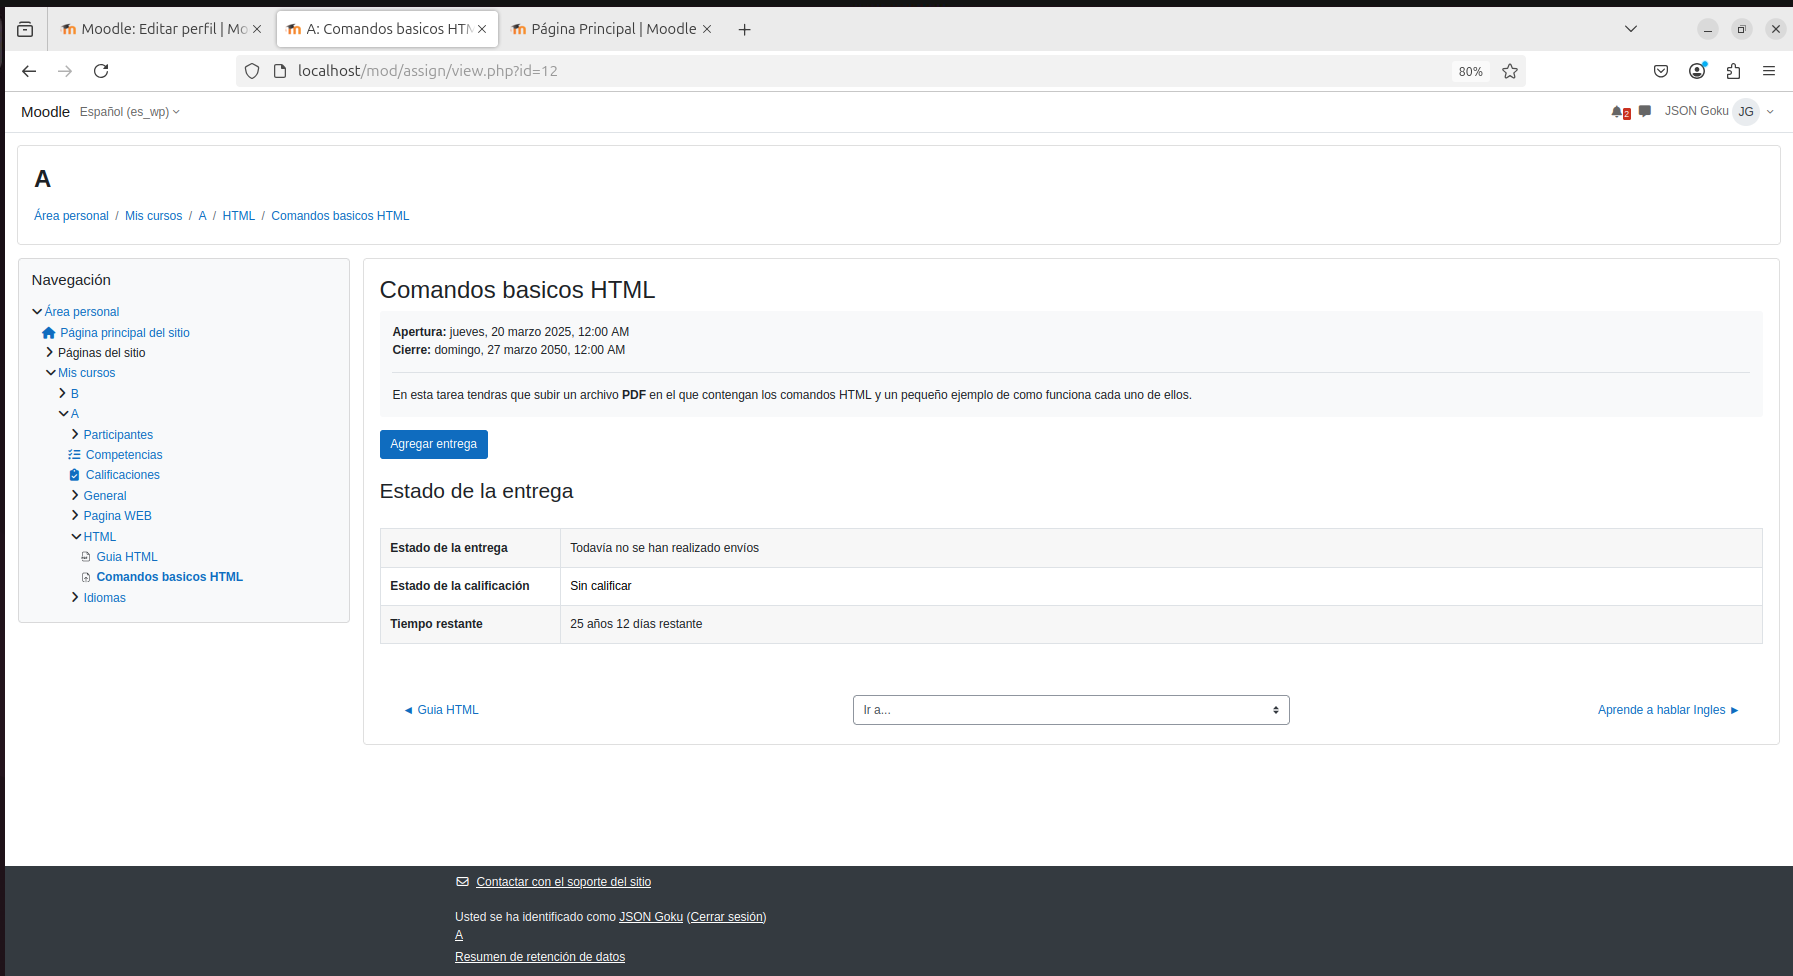 Moodle: Editar perfil | Mo
A: Comandos basicos HTM
Página Principal | Moodle
localhost/mod/assign/view.php?id=12
80%
Moodle
Español (es_wp)
2
JSON Goku
JG
A
Área personal / Mis cursos / A / HTML / Comandos basicos HTML
Navegación
Área personal
Página principal del sitio
Páginas del sitio
Mis cursos
B
A
Participantes
Competencias
Calificaciones
General
Pagina WEB
HTML
Guia HTML
Comandos basicos HTML
Idiomas
Comandos basicos HTML
Apertura: jueves, 20 marzo 2025, 12:00 AM
Cierre: domingo, 27 marzo 2050, 12:00 AM
En esta tarea tendras que subir un archivo PDF en el que contengan los comandos HTML y un pequeño ejemplo de como funciona cada uno de ellos.
Agregar entrega
Estado de la entrega
Estado de la entrega Todavía no se han realizado envíos
Estado de la calificación Sin calificar
Tiempo restante 25 años 12 días restante
◄ Guia HTML
Ir a...
Aprende a hablar Ingles ►
Contactar con el soporte del sitio
Usted se ha identificado como JSON Goku (Cerrar sesión)
A
Resumen de retención de datos